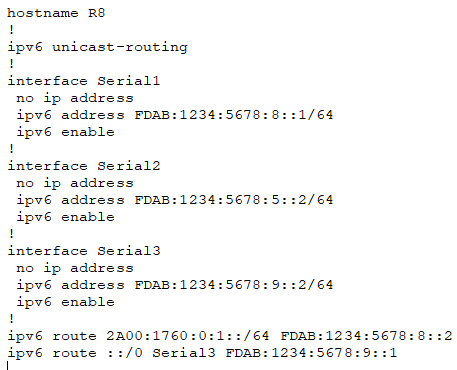 hostname R8
!
ipv6 unicast-routing
!
interface Serial1
 no ip address
 ipv6 address FDAB:1234:5678:8::1/64
 ipv6 enable
!
interface Serial2
 no ip address
 ipv6 address FDAB:1234:5678:5::2/64
 ipv6 enable
!
interface Serial3
 no ip address
 ipv6 address FDAB:1234:5678:9::2/64
 ipv6 enable
!
ipv6 route 2A00:1760:0:1::/64 FDAB:1234:5678:8::2
ipv6 route ::/0 Serial3 FDAB:1234:5678:9::1